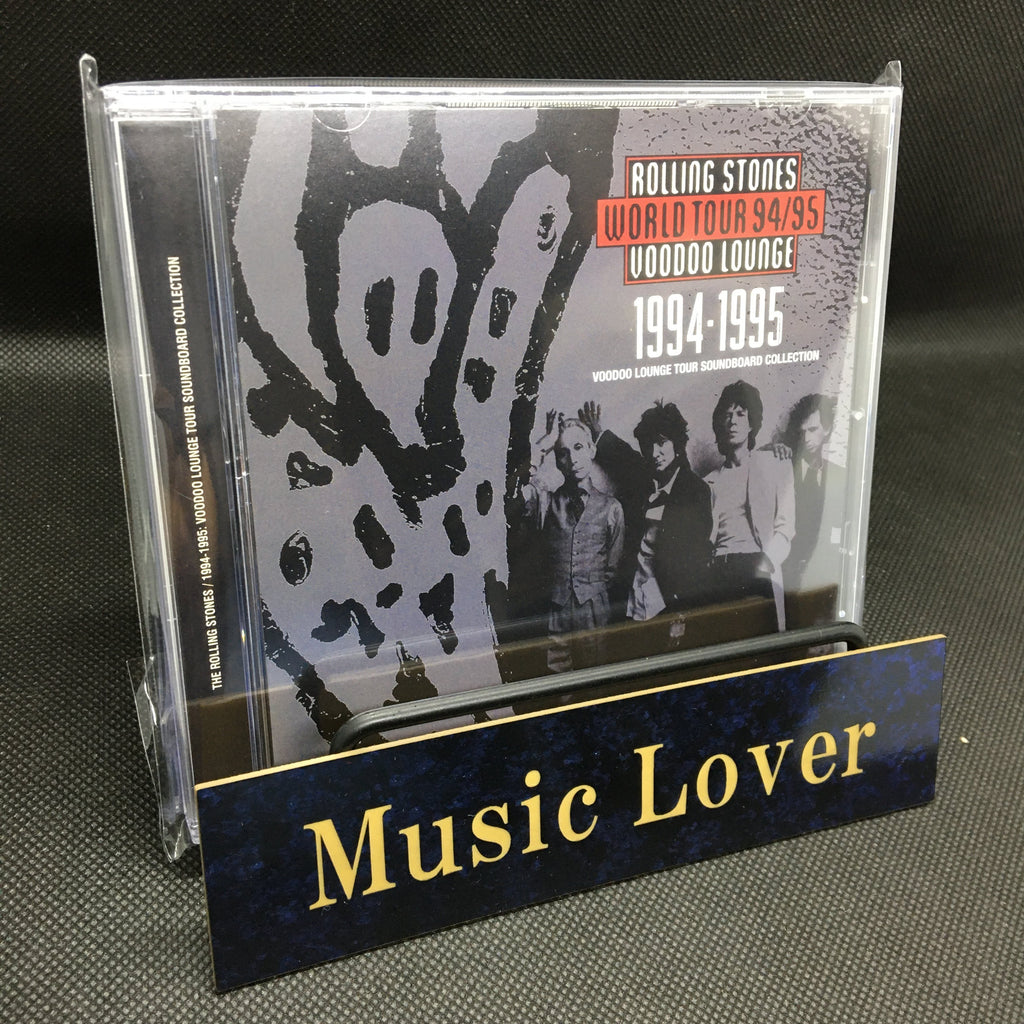 ROLLING STONES
WORLD TOUR 94/95
VOODOO LOUNGE
1994·1995
VOODOO LOUNGE TOUR SOUNDBOARD COLLECTION
THE ROLLING STONES / 1994-1995: VOODOO LOUNGE TOUR SOUNDBOARD COLLECTION
Music Lover